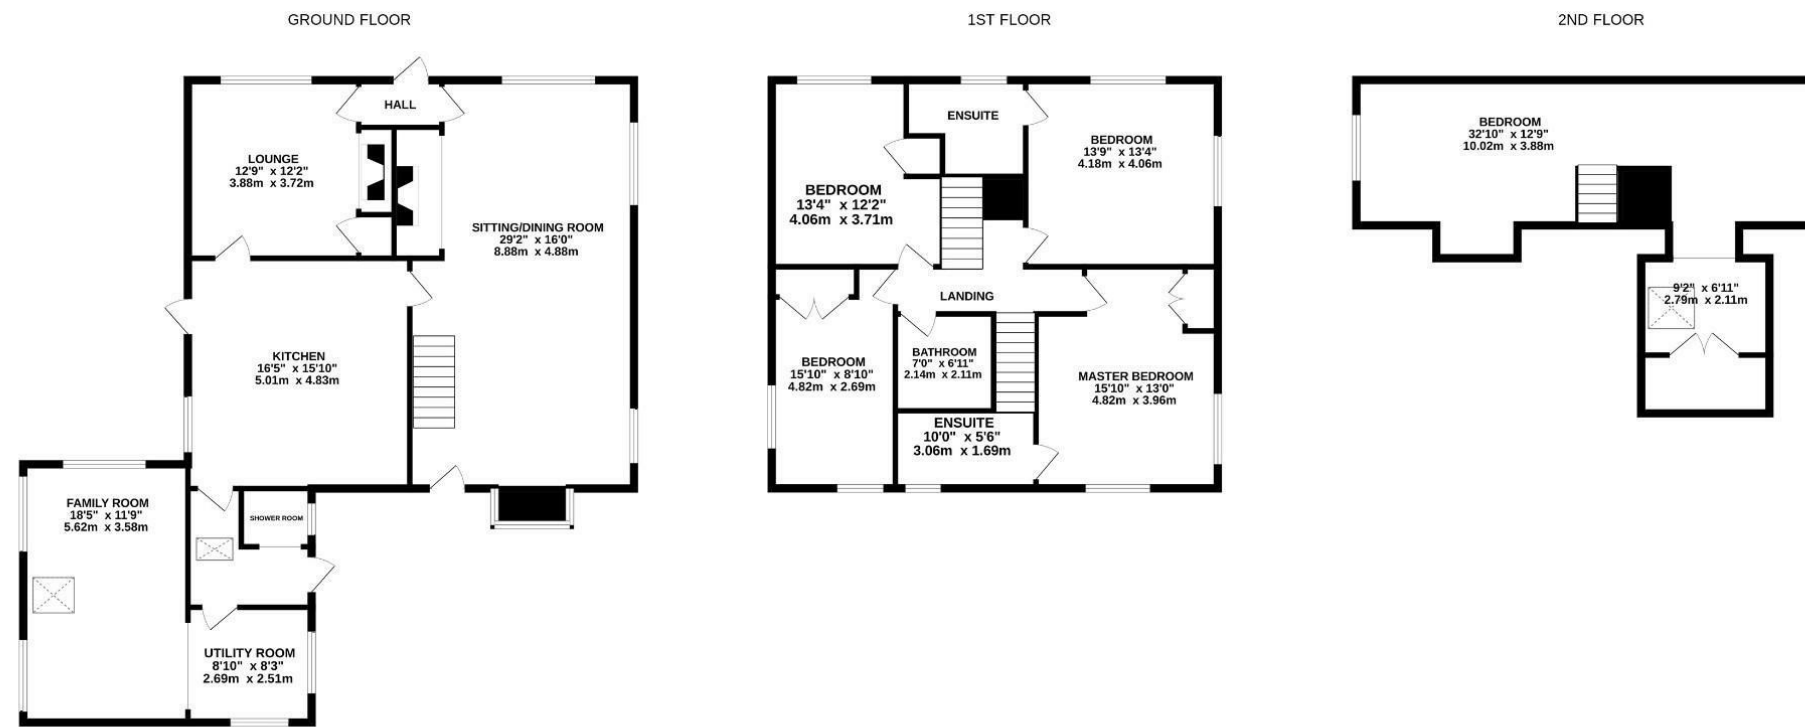 GROUND FLOOR
HALL
LOUNGE
12'9" x 12'2"
3.88m x 3.72m
SITTING/DINING ROOM
29'2" x 16'0"
8.88m x 4.88m
KITCHEN
16'5" x 15'10"
5.01m x 4.83m
FAMILY ROOM
18'5" x 11'9"
5.62m x 3.58m
SHOWER ROOM
UTILITY ROOM
8'10" x 8'3"
2.69m x 2.51m
1ST FLOOR
ENSUITE
BEDROOM
13'9" x 13'4"
4.18m x 4.06m
BEDROOM
13'4" x 12'2"
4.06m x 3.71m
LANDING
BEDROOM
15'10" x 8'10"
4.82m x 2.69m
BATHROOM
7'0" x 6'11"
2.14m x 2.11m
MASTER BEDROOM
15'10" x 13'0"
4.82m x 3.96m
ENSUITE
10'0" x 5'6"
3.06m x 1.69m
2ND FLOOR
BEDROOM
32'10" x 12'9"
10.02m x 3.88m
9'2" x 6'11"
2.79m x 2.11m